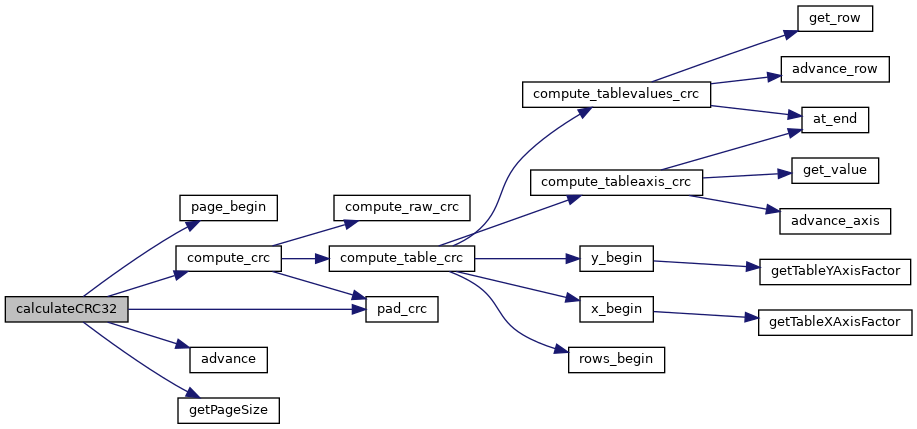 get_row
advance_row
compute_tablevalues_crc
at_end
get_value
compute_tableaxis_crc
page_begin
compute_raw_crc
advance_axis
compute_crc
compute_table_crc
y_begin
getTableYAxisFactor
calculateCRC32
pad_crc
x_begin
getTableXAxisFactor
advance
rows_begin
getPageSize